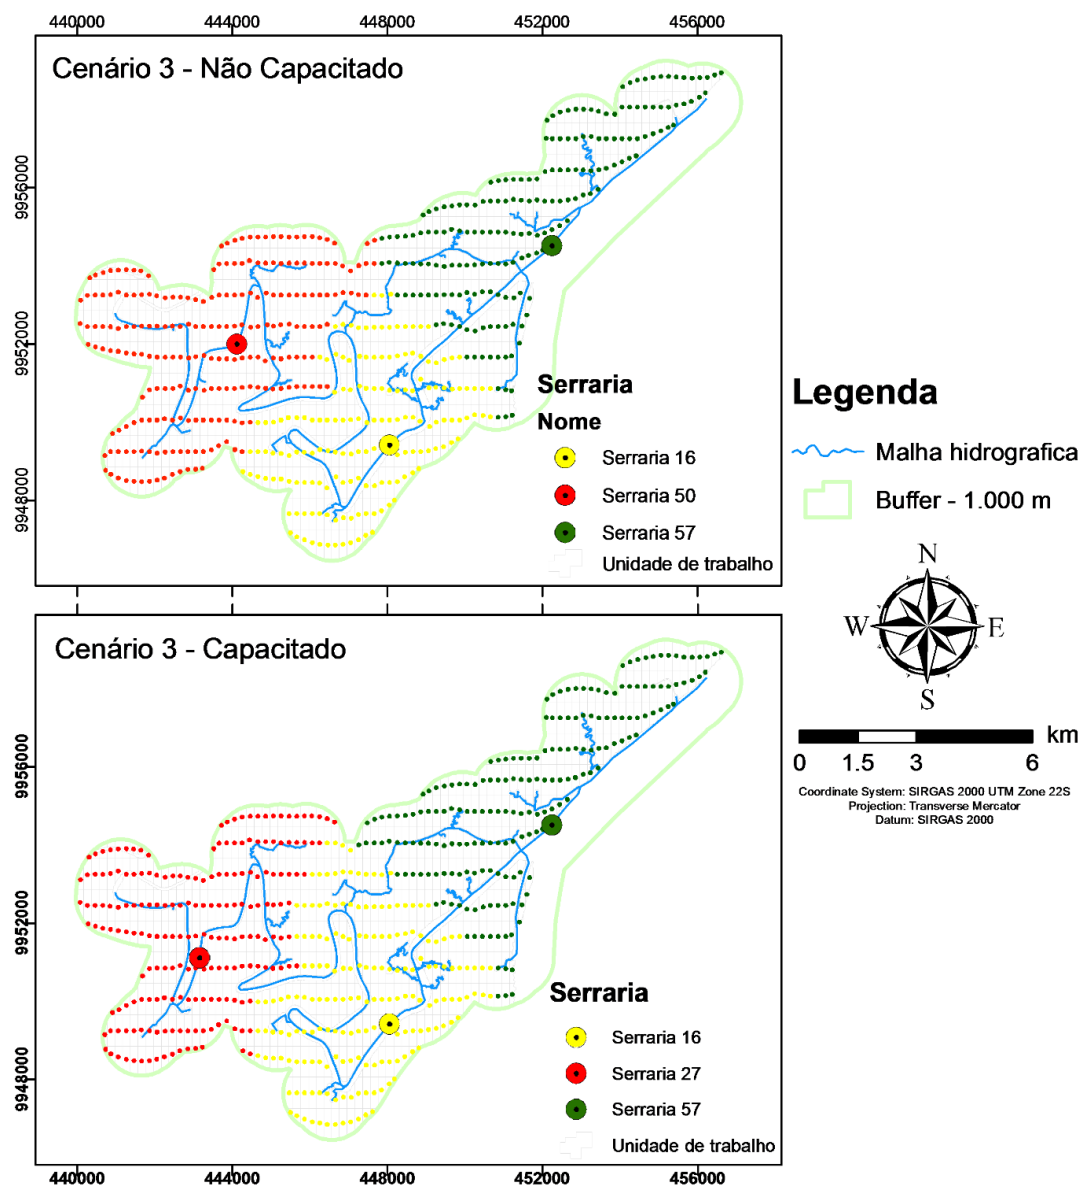 440000 444000 448000 452000 456000
Cenário 3 - Não Capacitado
9956000
9952000
9948000
Serraria
Nome
Serraria 16
Serraria 50
Serraria 57
Unidade de trabalho
Legenda
Malha hidrografica
Buffer - 1.000 m
N
W E
S
km
0 1.5 3 6
Coordinate System: SIRGAS 2000 UTM Zone 22S
Projection: Transverse Mercator
Datum: SIRGAS 2000
Cenário 3 - Capacitado
9956000
9952000
9948000
Serraria
Serraria 16
Serraria 27
Serraria 57
Unidade de trabalho
440000 444000 448000 452000 456000